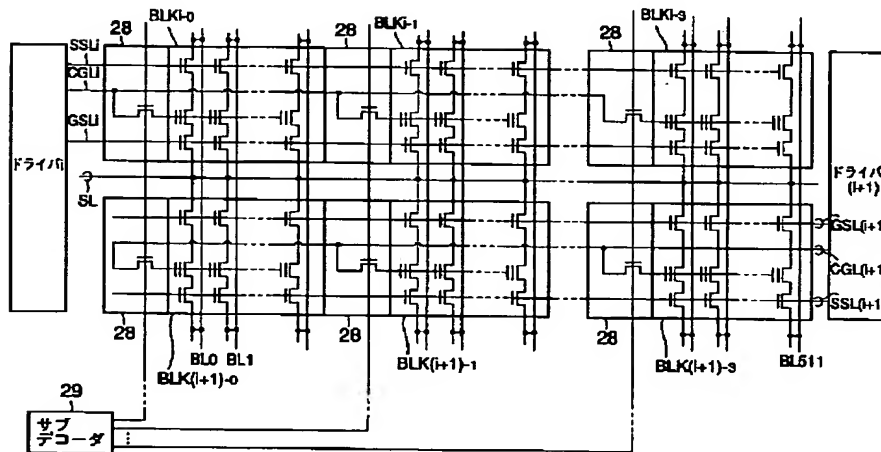 BLKi-0
BLKi-1
BLKi-3
28
28
28
SSLi
CGLi
GSLi
ドライバi
SL
ドライバ
(i+1)
GSL(i+1)
CGL(i+1)
SSL(i+1)
28
28
28
BL0
BL1
BL511
BLK(i+1)-0
BLK(i+1)-1
BLK(i+1)-3
29
サブ
デコーダ